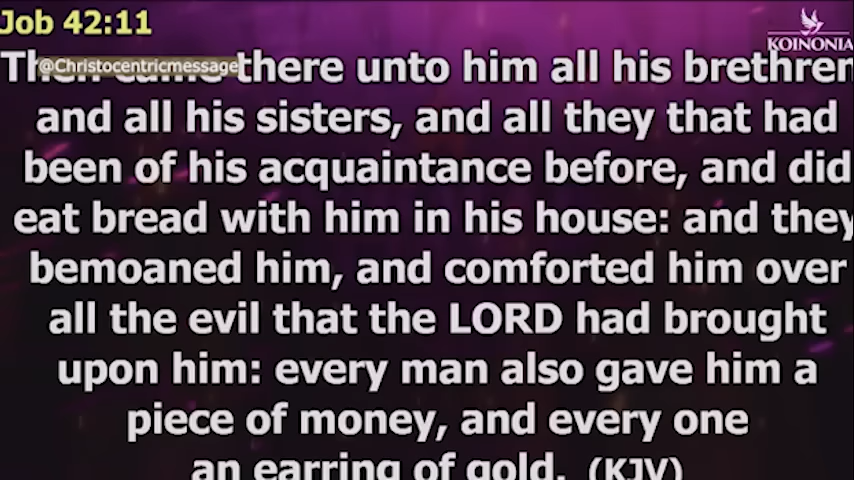 Job 42:11
KOINONIA
@Christocentricmessage
there unto him all his brethren
and all his sisters, and all they that had
been of his acquaintance before, and did
eat bread with him in his house: and they
bemoaned him, and comforted him over
all the evil that the LORD had brought
upon him: every man also gave him a
piece of money, and every one
an earring of gold. (KJV)